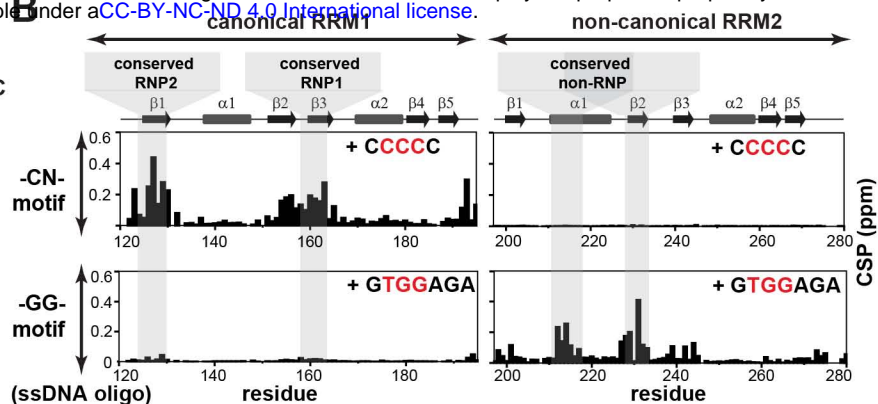 B
ble under aCC-BY-NC-ND 4.0 International license.
canonical RRM1 non-canonical RRM2
conserved RNP2 conserved RNP1 conserved non-RNP
β1 α1 β2 β3 α2 β4 β5 β1 α1 β2 β3 α2 β4 β5
-CN- motif
0.6
0.4
0.2
+ CCCCC
+ CCCCC
120 140 160 180 200 220 240 260 280
CSP (ppm)
-GG- motif
0.6
0.4
0.2
0
+ GTGGAGA
+ GTGGAGA
120 140 160 180 200 220 240 260 280
(ssDNA oligo) residue residue